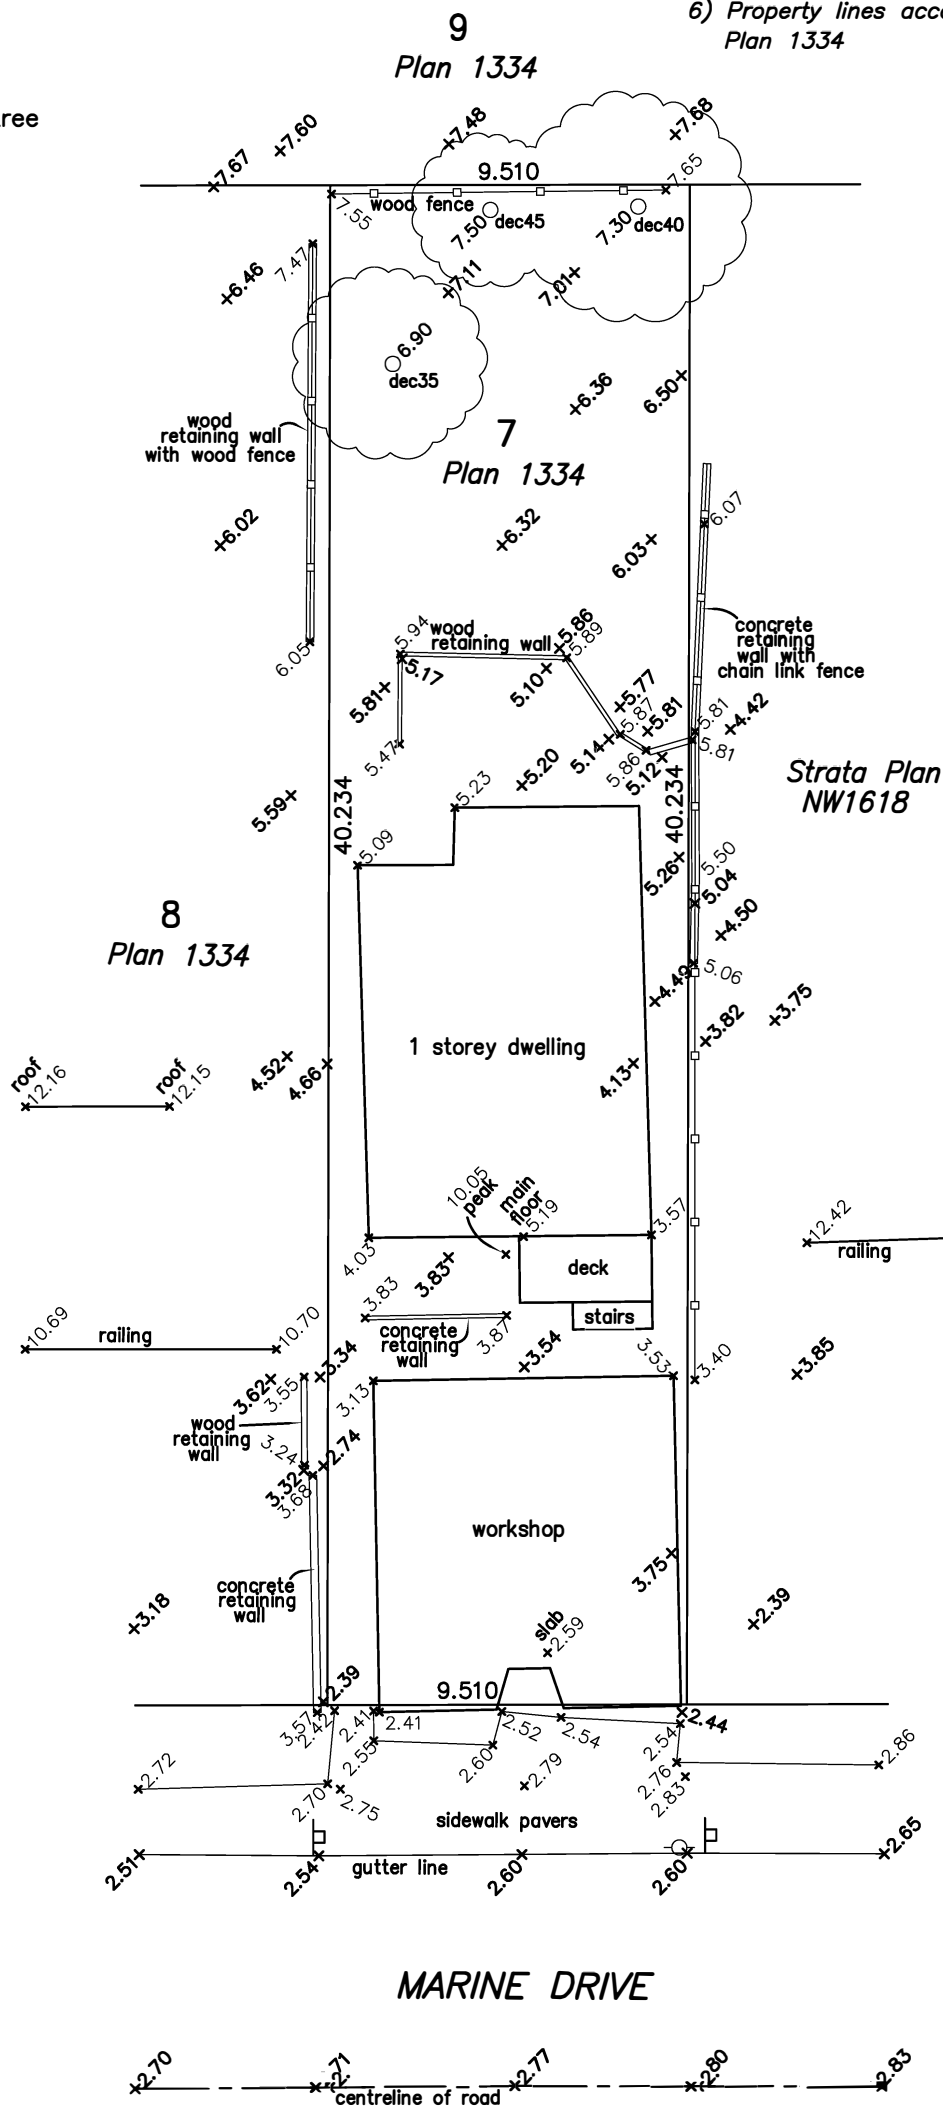 9
Plan 1334
6) Property lines acc
Plan 1334
ree
+7.67
+7.60
+7.48
+7.68
9.510
7.65
7.55
wood fence
7.50
dec45
7.30
dec40
7.47
+6.46
+7.11
7.01+
6.90
dec35
+6.36
6.50+
wood
retaining wall
with wood fence
7
Plan 1334
+6.02
+6.32
6.03+
6.07
concrete
retaining
wall with
chain link fence
6.05
5.94
wood
retaining wall
+5.86
5.89
5.17
5.10+
5.81+
+5.77
5.87
+5.81
5.81
+4.42
5.81
5.47
5.14+
5.86
5.12+
+5.20
Strata Plan
NW1618
5.59+
40.234
5.23
40.234
5.09
5.26+
5.50
5.04
+4.50
8
Plan 1334
5.06
+4.49
+3.82
+3.75
1 storey dwelling
roof
12.16
roof
12.15
4.52+
4.66+
4.13+
10.05
peak
main
floor
5.19
3.57
12.42
railing
4.03
3.83+
deck
3.83
concrete
retaining
wall
3.87
stairs
10.69
railing
10.70
+3.34
+3.54
3.53
3.40
+3.85
3.62+
3.55
3.13
wood
retaining
wall
3.24
+2.74
3.32
3.68
workshop
concrete
retaining
wall
3.75+
+3.18
+2.39
slab
+2.59
2.39
9.510
3.57
2.42
2.41
2.41
2.52
2.54
2.44
2.54
2.72
2.55
2.60
+2.79
2.76
2.83+
2.86
2.70
+2.75
sidewalk pavers
2.51+
2.54
gutter line
2.60
2.60
+2.65
MARINE DRIVE
2.70
2.71
2.77
2.80
2.83
centreline of road